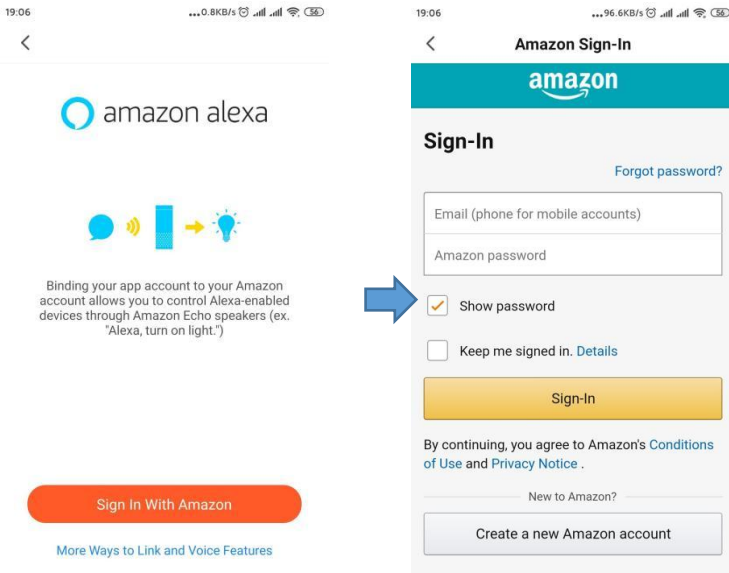 19:06
...0.8KB/s
56
amazon alexa
Binding your app account to your Amazon
account allows you to control Alexa-enabled
devices through Amazon Echo speakers (ex.
"Alexa, turn on light.")
Sign In With Amazon
More Ways to Link and Voice Features
19:06
...96.6KB/s
56
Amazon Sign-In
amazon
Sign-In
Forgot password?
Email (phone for mobile accounts)
Amazon password
Show password
Keep me signed in. Details
Sign-In
By continuing, you agree to Amazon's Conditions
of Use and Privacy Notice .
New to Amazon?
Create a new Amazon account